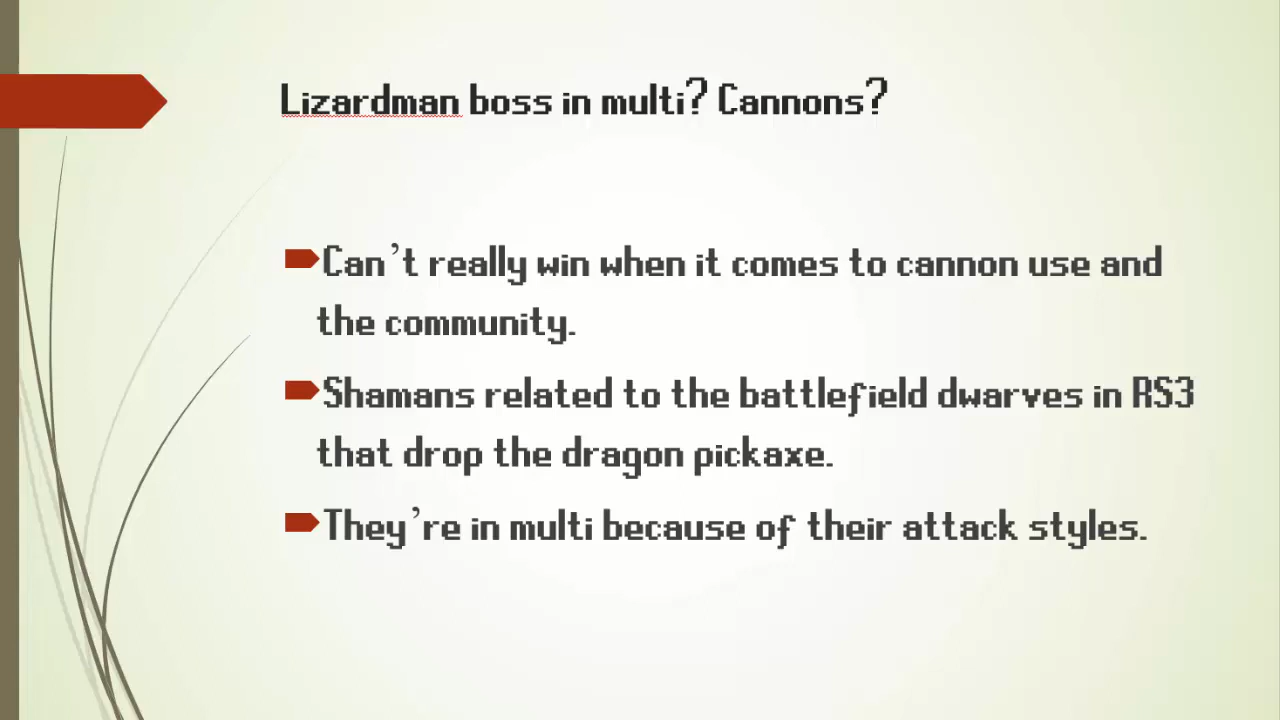 Lizardman boss in multi? Cannons?
Can't really win when it comes to cannon use and
the community.
Shamans related to the battlefield dwarves in RS3
that drop the dragon pickaxe.
They're in multi because of their attack styles.